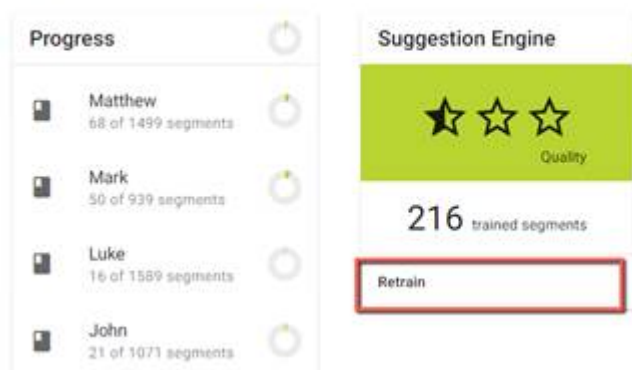 Progress
Matthew
68 of 1499 segments
Mark
50 of 939 segments
Luke
16 of 1589 segments
John
21 of 1071 segments
Suggestion Engine
Quality
216 trained segments
Retrain